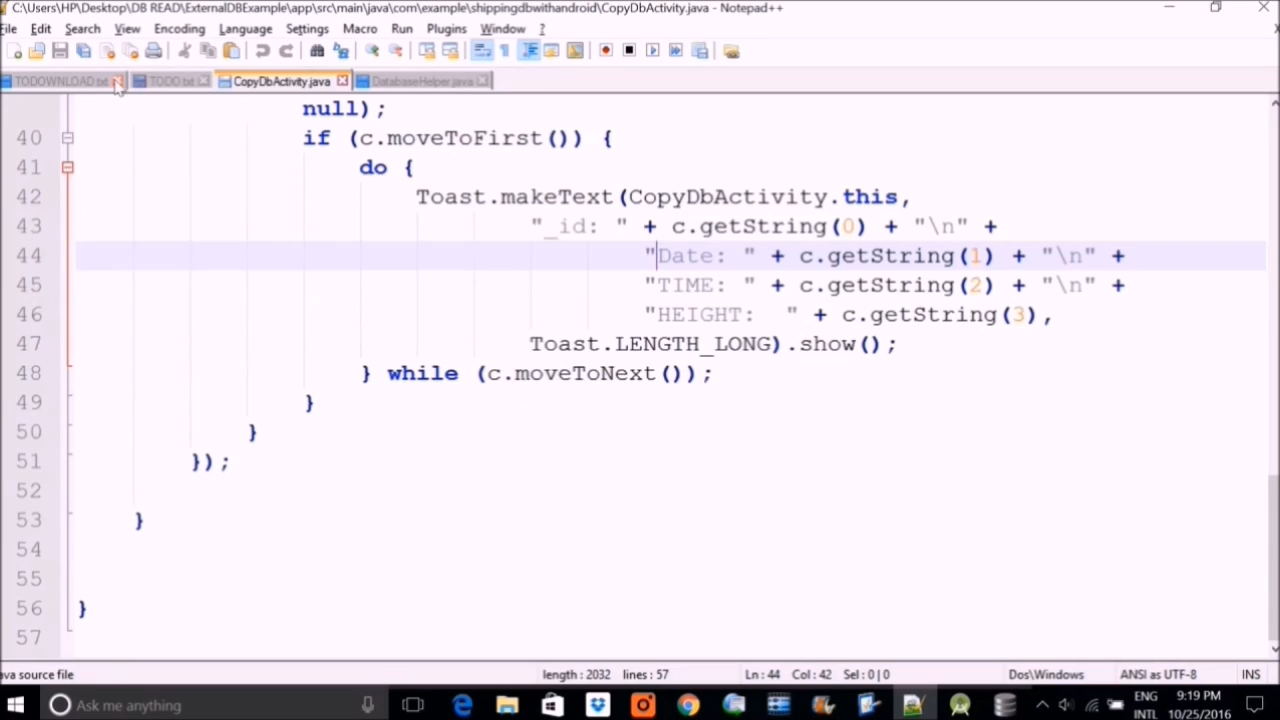 C:\Users\HP\Desktop\DB READ\ExternalDBExample\app\src\main\java\com\example\shippingdbwithandroid\CopyDbActivity.java - Notepad++
ile Edit Search View Encoding Language Settings Macro Run Plugins Window ?
TODOWNLOAD.txt TODO.txt CopyDbActivity.java DatabaseHelper.java
null);
40 if (c.moveToFirst()) {
41 do {
42 Toast.makeText(CopyDbActivity.this,
43 "_id: " + c.getString(0) + "\n" +
44 "Date: " + c.getString(1) + "\n" +
45 "TIME: " + c.getString(2) + "\n" +
46 "HEIGHT:  " + c.getString(3),
47 Toast.LENGTH_LONG).show();
48 } while (c.moveToNext());
49 }
50 }
51 });
52
53 }
54
55
56 }
57
ava source file length : 2032 lines : 57 Ln : 44 Col : 42 Sel : 0 | 0 Dos\Windows ANSI as UTF-8 INS
Ask me anything ENG 9:19 PM
INTL 10/25/2016